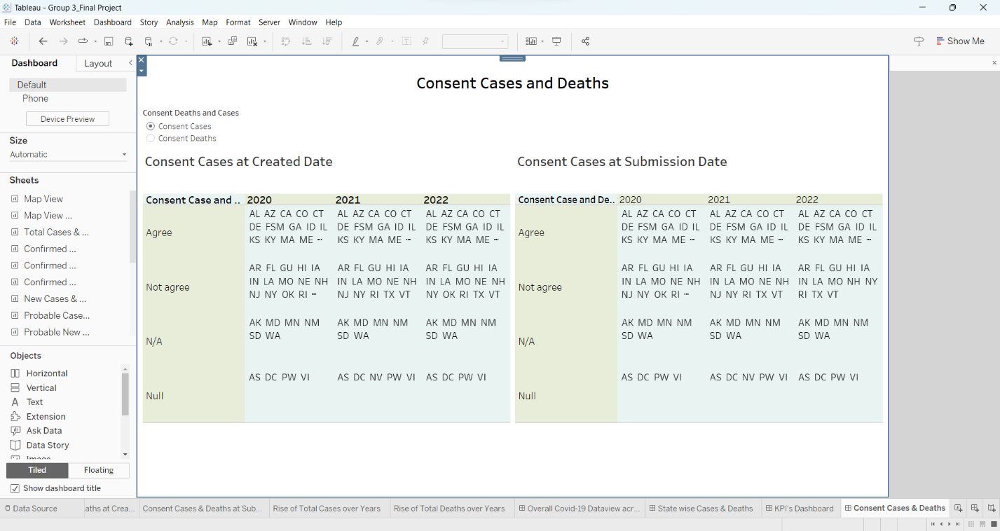 Tableau - Group 3_Final Project
File Data Worksheet Dashboard Story Analysis Map Format Server Window Help
Show Me
Dashboard Layout
Default
Phone
Device Preview
Size
Automatic
Sheets
Map View
Map View ...
Total Cases & ...
Confirmed ...
Confirmed ...
Confirmed ...
New Cases & ...
Probable Case...
Probable New ...
Objects
Horizontal
Vertical
Text
Extension
Ask Data
Data Story
Tiled Floating
Show dashboard title
Consent Cases and Deaths
Consent Deaths and Cases
Consent Cases
Consent Deaths
Consent Cases at Created Date
Consent Case and .. 2020 2021 2022
Agree
AL AZ CA CO CT
DE FSM GA ID IL
KS KY MA ME ...
AL AZ CA CO CT
DE FSM GA ID IL
KS KY MA ME ...
AL AZ CA CO CT
DE FSM GA ID IL
KS KY MA ME ...
Not agree
AR FL GU HI IA
IN LA MO NE NH
NJ NY OK RI ...
AR FL GU HI IA
IN LA MO NE NH
NJ NY RI TX VT
AR FL GU HI IA
IN LA MO NE NH
NY OK RI TX VT
N/A
AK MD MN NM
SD WA
AK MD MN NM
SD WA
AK MD MN NM
SD WA
Null
AS DC PW VI
AS DC NV PW VI
AS DC PW VI
Consent Cases at Submission Date
Consent Case and De.. 2020 2021 2022
Agree
AL AZ CA CO CT
DE FSM GA ID IL
KS KY MA ME ...
AL AZ CA CO CT
DE FSM GA ID IL
KS KY MA ME ...
AL AZ CA CO CT
DE FSM GA ID IL
KS KY MA ME ...
Not agree
AR FL GU HI IA
IN LA MO NE NH
NJ NY OK RI ...
AR FL GU HI IA
IN LA MO NE NH
NJ NY RI TX VT
AR FL GU HI IA
IN LA MO NH NY
RI TX VT
N/A
AK MD MN NM
SD WA
AK MD MN NM
SD WA
AK MD MN NM
SD WA
Null
AS DC PW VI
AS DC NV PW VI
AS DC PW VI
Data Source aths at Crea... Consent Cases & Deaths at Sub... Rise of Total Cases over Years Rise of Total Deaths over Years Overall Covid-19 Dataview acr... State wise Cases & Deaths KPI's Dashboard Consent Cases & Deaths